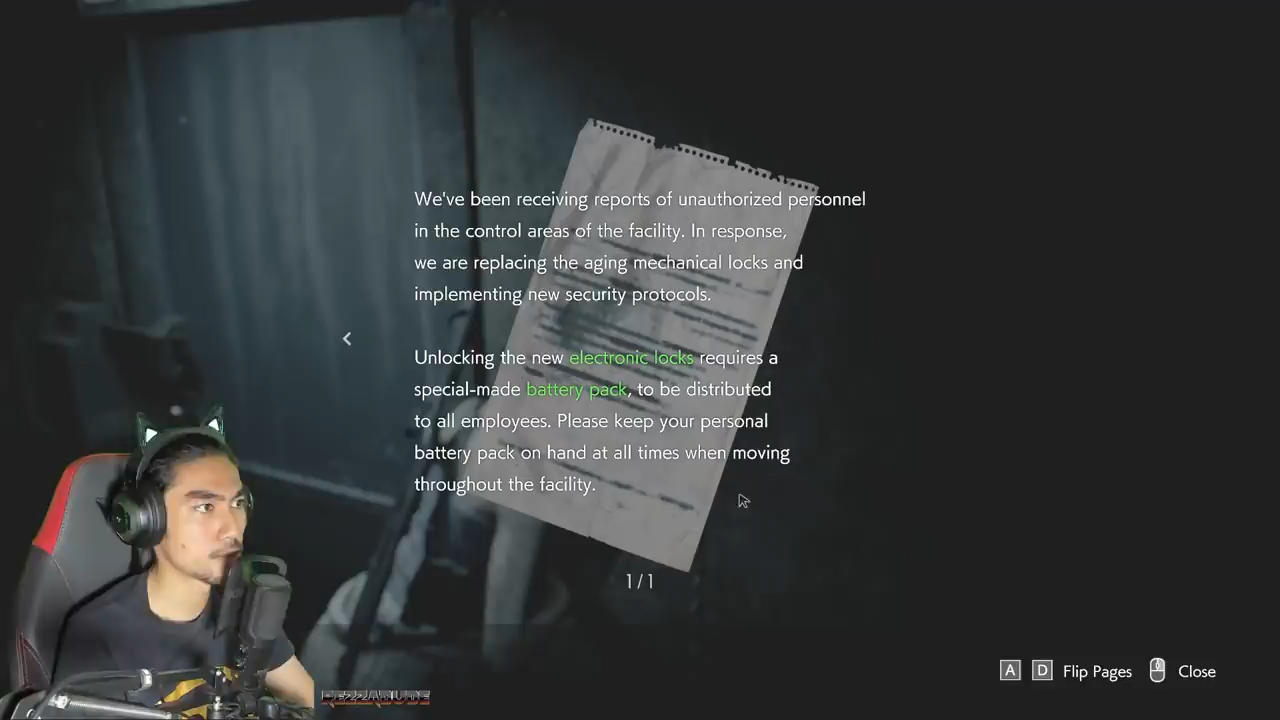 We've been receiving reports of unauthorized personnel
in the control areas of the facility. In response,
we are replacing the aging mechanical locks and
implementing new security protocols.
Unlocking the new electronic locks requires a
special-made battery pack, to be distributed
to all employees. Please keep your personal
battery pack on hand at all times when moving
throughout the facility.
1/1
A D Flip Pages Close